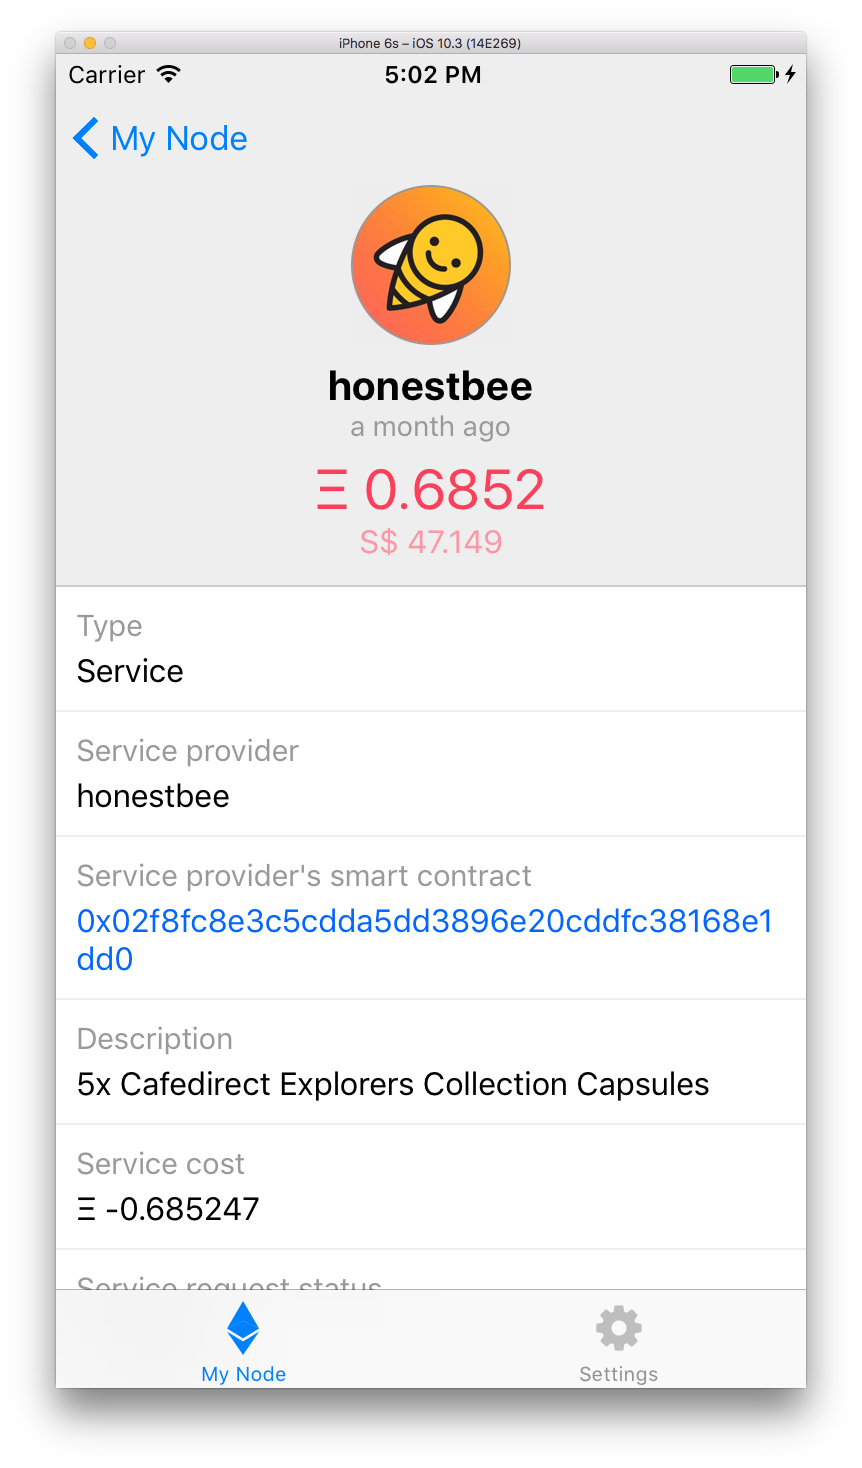 iPhone 6s – iOS 10.3 (14E269)
Carrier 5:02 PM
My Node
honestbee
a month ago
Ξ 0.6852
S$ 47.149
Type
Service
Service provider
honestbee
Service provider's smart contract
0x02f8fc8e3c5cdda5dd3896e20cddfc38168e1
dd0
Description
5x Cafedirect Explorers Collection Capsules
Service cost
Ξ -0.685247
Service request status
My Node Settings